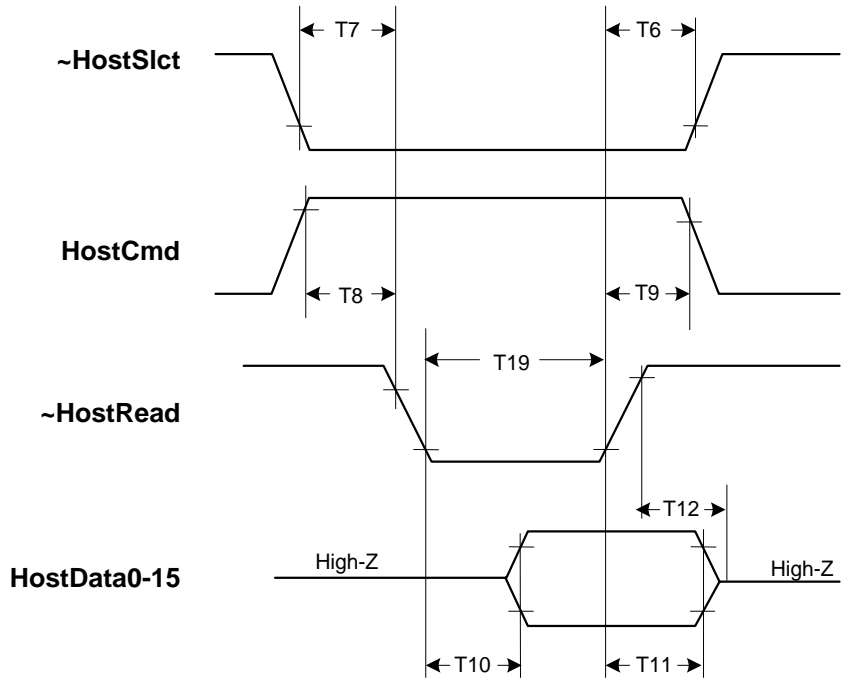 T7
T6
~HostSlct
HostCmd
T8
T9
T19
~HostRead
T12
High-Z
High-Z
HostData0-15
T10
T11